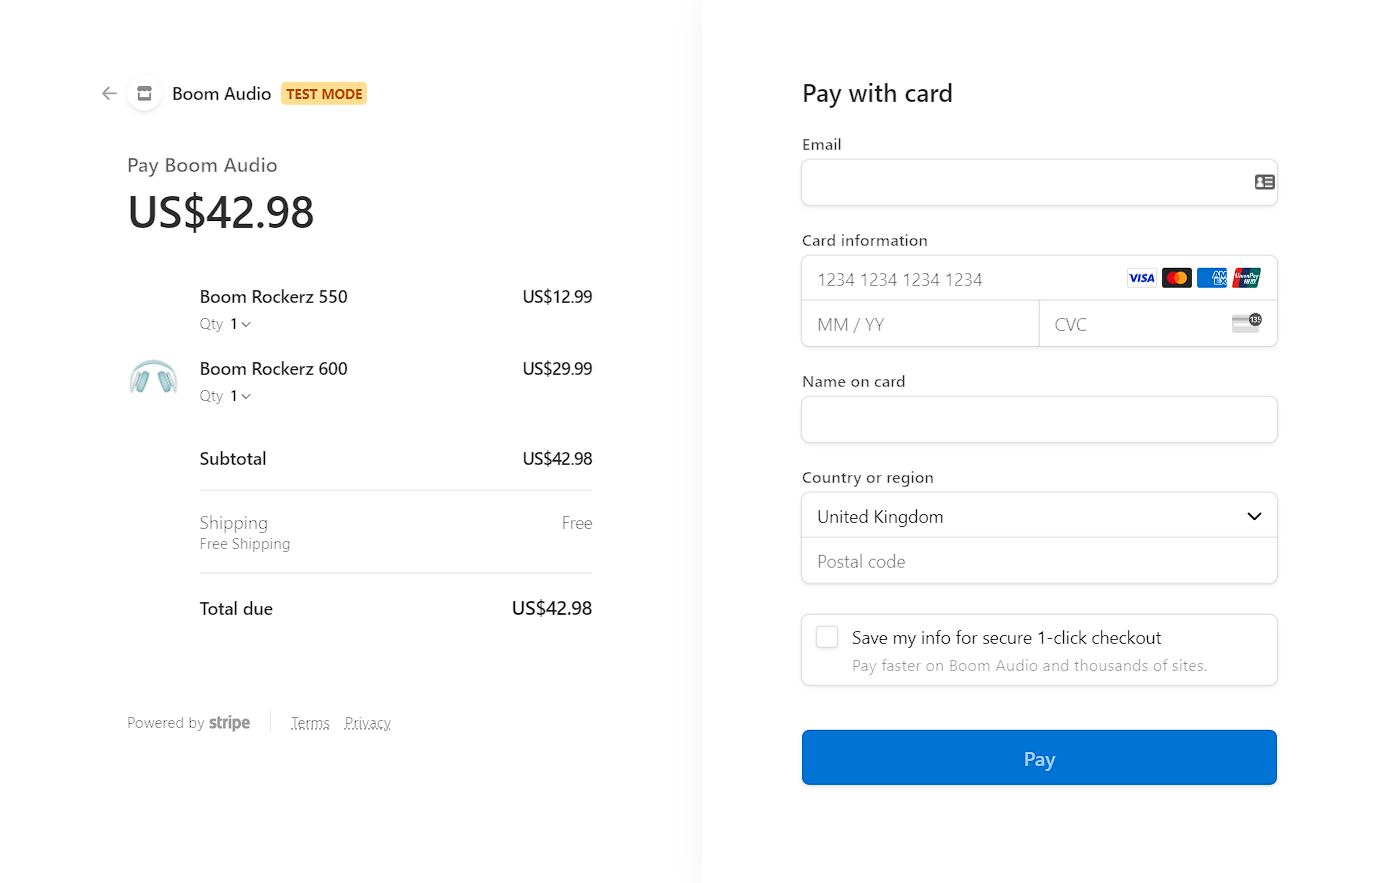 Boom Audio TEST MODE
Pay Boom Audio
US$42.98
Boom Rockerz 550 US$12.99
Qty 1
Boom Rockerz 600 US$29.99
Qty 1
Subtotal US$42.98
Shipping Free
Free Shipping
Total due US$42.98
Powered by stripe Terms Privacy
Pay with card
Email
Card information
1234 1234 1234 1234 VISA AMEX UnionPay
MM / YY CVC 135
Name on card
Country or region
United Kingdom
Postal code
Save my info for secure 1-click checkout
Pay faster on Boom Audio and thousands of sites.
Pay